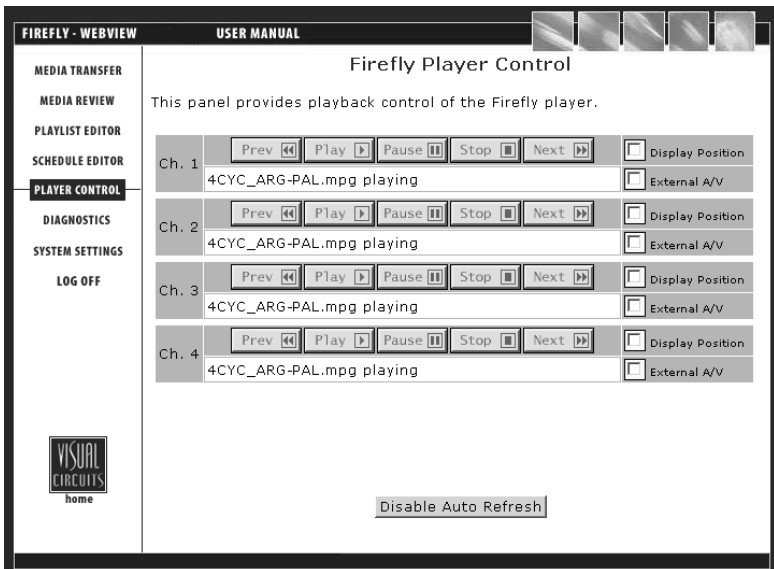 FIREFLY - WEBVIEW USER MANUAL
MEDIA TRANSFER
MEDIA REVIEW
PLAYLIST EDITOR
SCHEDULE EDITOR
PLAYER CONTROL
DIAGNOSTICS
SYSTEM SETTINGS
LOG OFF
VISUAL
CIRCUITS
home
Firefly Player Control
This panel provides playback control of the Firefly player.
Ch. 1
Prev Play Pause Stop Next Display Position
4CYC_ARG-PAL.mpg playing External A/V
Ch. 2
Prev Play Pause Stop Next Display Position
4CYC_ARG-PAL.mpg playing External A/V
Ch. 3
Prev Play Pause Stop Next Display Position
4CYC_ARG-PAL.mpg playing External A/V
Ch. 4
Prev Play Pause Stop Next Display Position
4CYC_ARG-PAL.mpg playing External A/V
Disable Auto Refresh